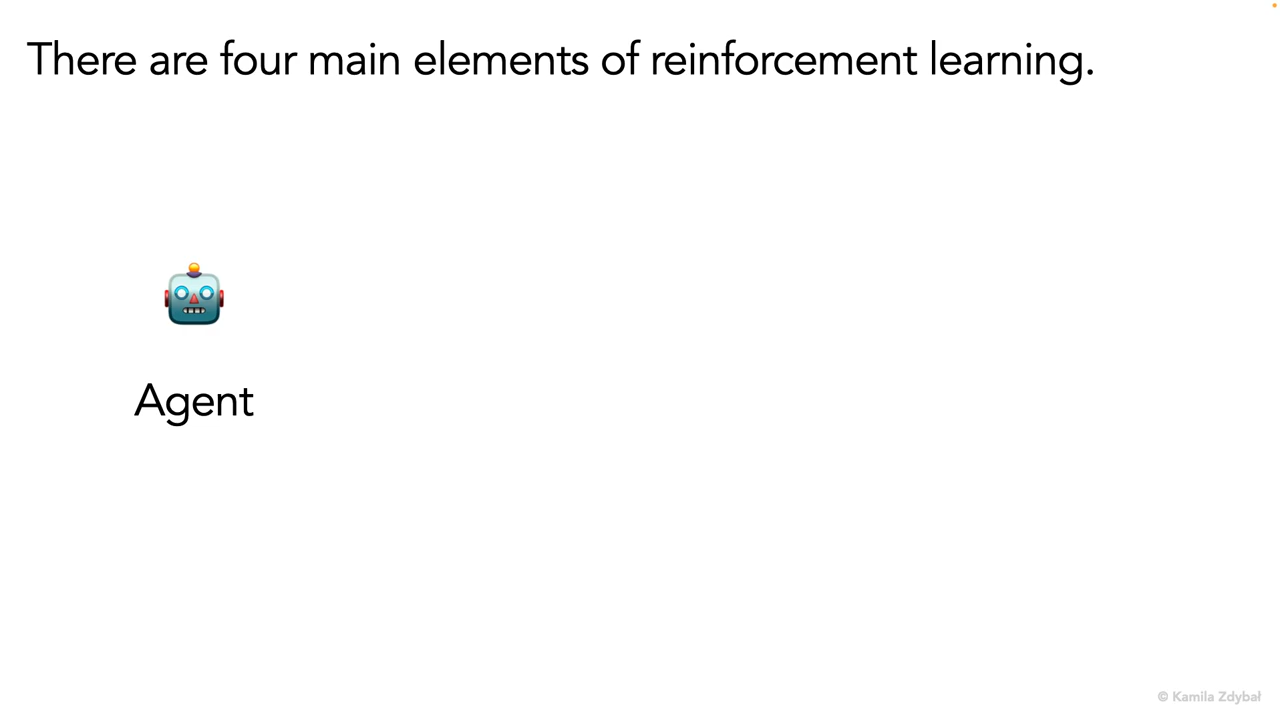 There are four main elements of reinforcement learning.
Agent
© Kamila Zdybał